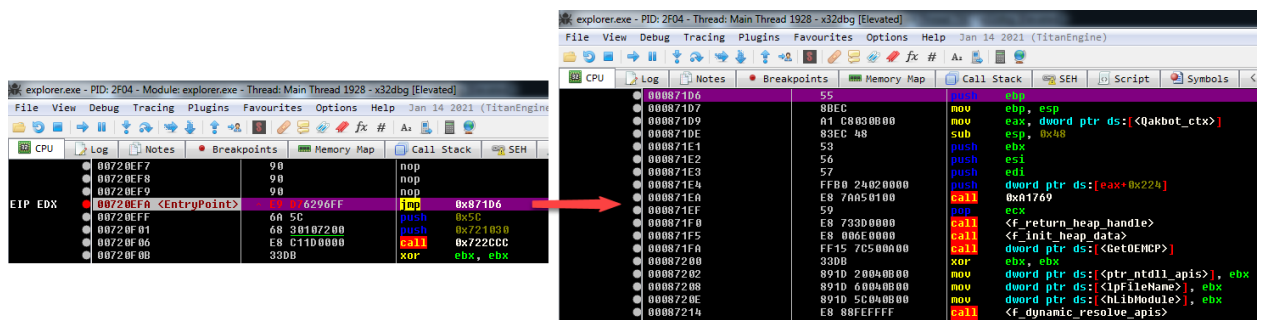 explorer.exe - PID: 2F04 - Module: explorer.exe - Thread: Main Thread 1928 - x32dbg [Elevated]
File View Debug Tracing Plugins Favourites Options Help Jan 14 2021 (TitanEngine
CPU Log Notes Breakpoints Memory Map Call Stack SEH
00720EF7 90 nop
00720EF8 90 nop
00720EF9 90 nop
EIP EDX 00720EFA <EntryPoint> E9 D76296FF jmp 0x871D6
00720EFF 6A 5C push 0x5C
00720F01 68 30107200 push 0x721030
00720F06 E8 C11D0000 call 0x722CCC
00720F0B 33DB xor ebx, ebx
explorer.exe - PID: 2F04 - Thread: Main Thread 1928 - x32dbg [Elevated]
File View Debug Tracing Plugins Favourites Options Help Jan 14 2021 (TitanEngine)
CPU Log Notes Breakpoints Memory Map Call Stack SEH Script Symbols
000871D6 55 push ebp
000871D7 8BEC mov ebp, esp
000871D9 A1 C8030B00 mov eax, dword ptr ds:[<Qakbot_ctx>]
000871DE 83EC 48 sub esp, 0x48
000871E1 53 push ebx
000871E2 56 push esi
000871E3 57 push edi
000871E4 FFB0 24020000 push dword ptr ds:[eax+0x224]
000871EA E8 7AA50100 call 0xA1769
000871EF 59 pop ecx
000871F0 E8 733D0000 call <f_return_heap_handle>
000871F5 E8 006E0000 call <f_init_heap_data>
000871FA FF15 7C500A00 call dword ptr ds:[<GetOEMCP>]
00087200 33DB xor ebx, ebx
00087202 891D 20040B00 mov dword ptr ds:[<ptr_ntdll_apis>], ebx
00087208 891D 60040B00 mov dword ptr ds:[<lpFileName>], ebx
0008720E 891D 5C040B00 mov dword ptr ds:[<hLibModule>], ebx
00087214 E8 88FEFFFF call <f_dynamic_resolve_apis>